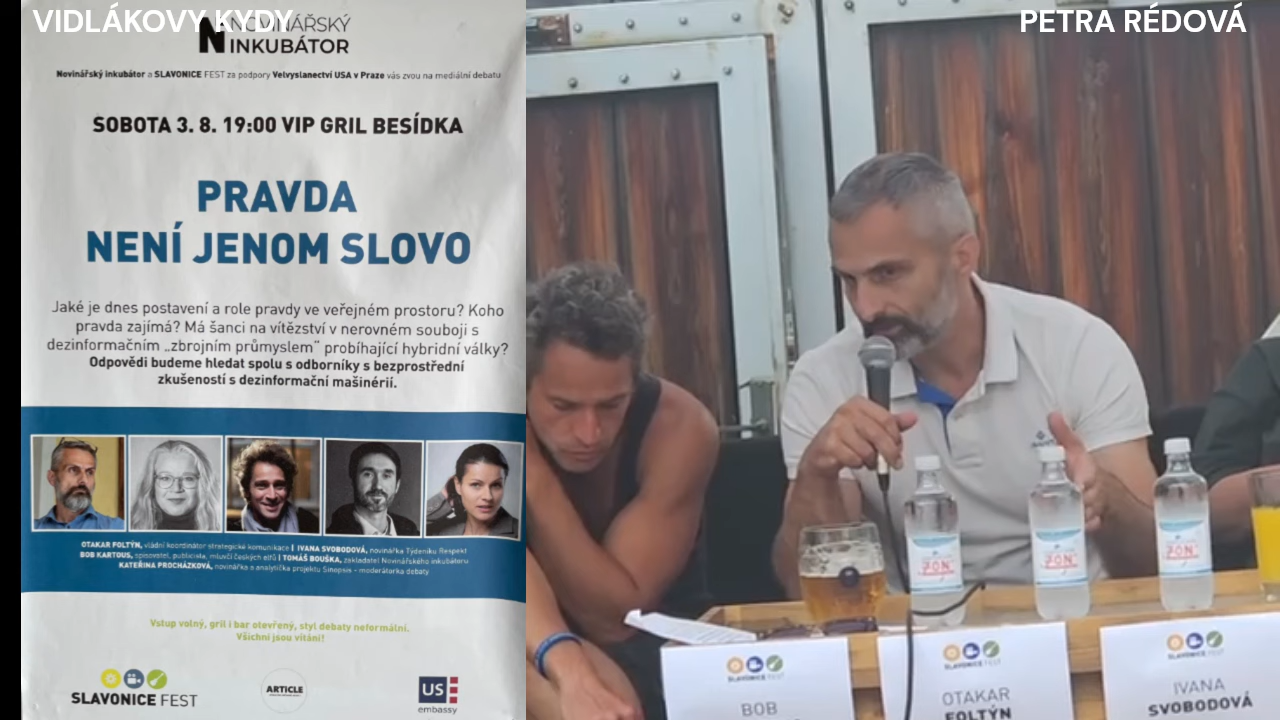 VIDLÁKOVY KYDY
PETRA RÉDOVÁ
NOVINÁŘSKÝ
INKUBÁTOR
Novinářský inkubátor a SLAVONICE FEST za podpory Velvyslanectví USA v Praze vás zvou na mediální debatu
SOBOTA 3. 8. 19:00 VIP GRIL BESÍDKA
PRAVDA
NENÍ JENOM SLOVO
Jaké je dnes postavení a role pravdy ve veřejném prostoru? Koho
pravda zajímá? Má šanci na vítězství v nerovném souboji s
dezinformačním „zbrojním průmyslem“ probíhající hybridní války?
Odpovědi budeme hledat spolu s odborníky s bezprostřední
zkušeností s dezinformační mašinérií.
OTAKAR FOLTÝN, vládní koordinátor strategické komunikace | IVANA SVOBODOVÁ, novinářka Týdeníku Respekt
BOB KARTOUS, spisovatel, publicista, mluvčí českých elfů | TOMÁŠ BOUŠKA, zakladatel Novinářského inkubátoru
KATEŘINA PROCHÁZKOVÁ, novinářka a analytička projektu Sinopsis - moderátorka debaty
Vstup volný, gril i bar otevřený, styl debaty neformální.
Všichni jsou vítáni!
SLAVONICE FEST
ARTICLE
US
embassy
ZON
ZON
ZON
SLAVONICE FEST
BOB
SLAVONICE FEST
OTAKAR
FOLTÝN
SLAVONICE FEST
IVANA
SVOBODOVÁ